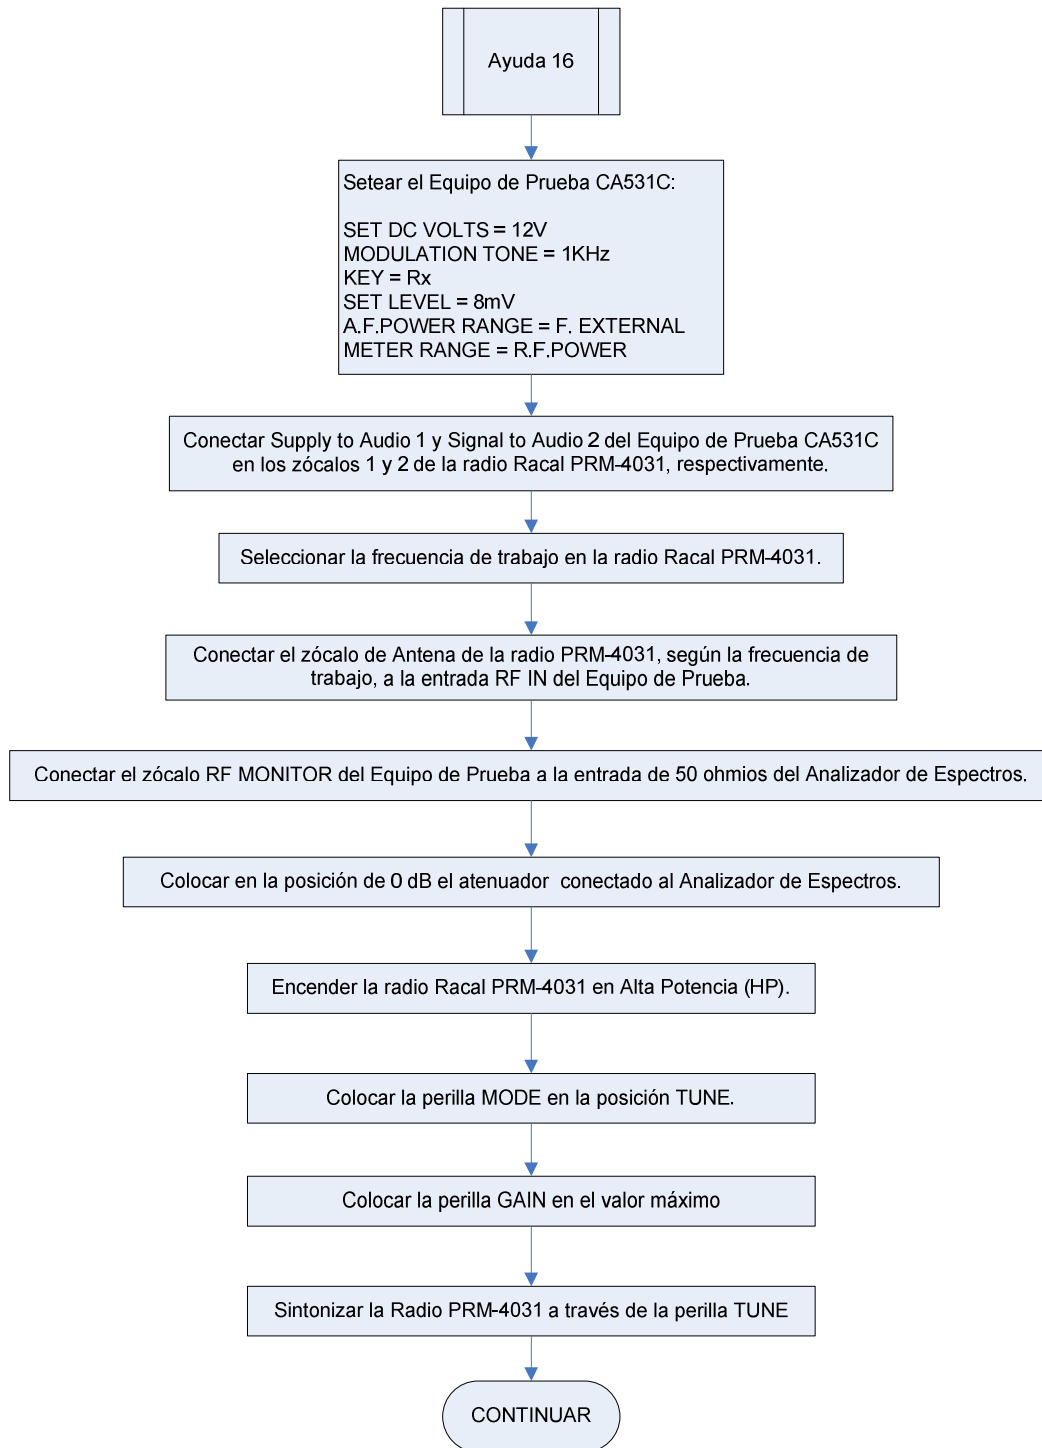 Ayuda 16
Setear el Equipo de Prueba CA531C:
SET DC VOLTS = 12V
MODULATION TONE = 1KHz
KEY = Rx
SET LEVEL = 8mV
A.F.POWER RANGE = F. EXTERNAL
METER RANGE = R.F.POWER
Conectar Supply to Audio 1 y Signal to Audio 2 del Equipo de Prueba CA531C
en los zócalos 1 y 2 de la radio Racal PRM-4031, respectivamente.
Seleccionar la frecuencia de trabajo en la radio Racal PRM-4031.
Conectar el zócalo de Antena de la radio PRM-4031, según la frecuencia de
trabajo, a la entrada RF IN del Equipo de Prueba.
Conectar el zócalo RF MONITOR del Equipo de Prueba a la entrada de 50 ohmios del Analizador de Espectros.
Colocar en la posición de 0 dB el atenuador conectado al Analizador de Espectros.
Encender la radio Racal PRM-4031 en Alta Potencia (HP).
Colocar la perilla MODE en la posición TUNE.
Colocar la perilla GAIN en el valor máximo
Sintonizar la Radio PRM-4031 a través de la perilla TUNE
CONTINUAR